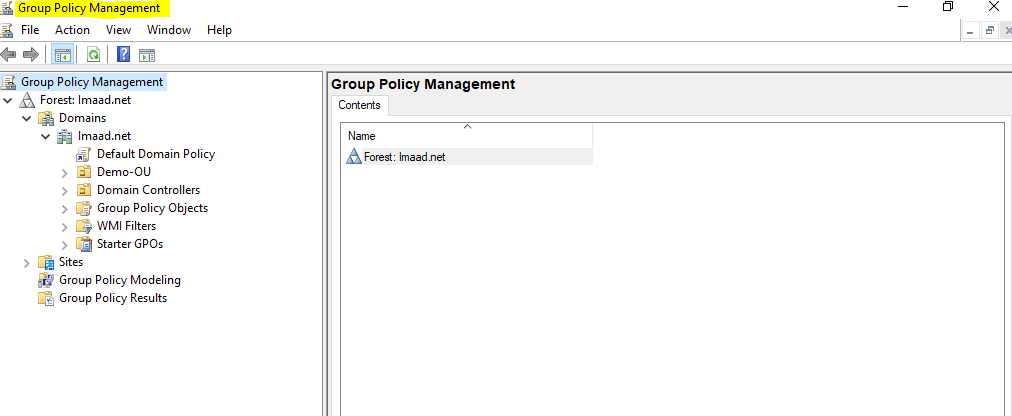 Group Policy Management
File Action View Window Help
Group Policy Management
Forest: Imaad.net
Domains
Imaad.net
Default Domain Policy
Demo-OU
Domain Controllers
Group Policy Objects
WMI Filters
Starter GPOs
Sites
Group Policy Modeling
Group Policy Results
Group Policy Management
Contents
Name
Forest: Imaad.net